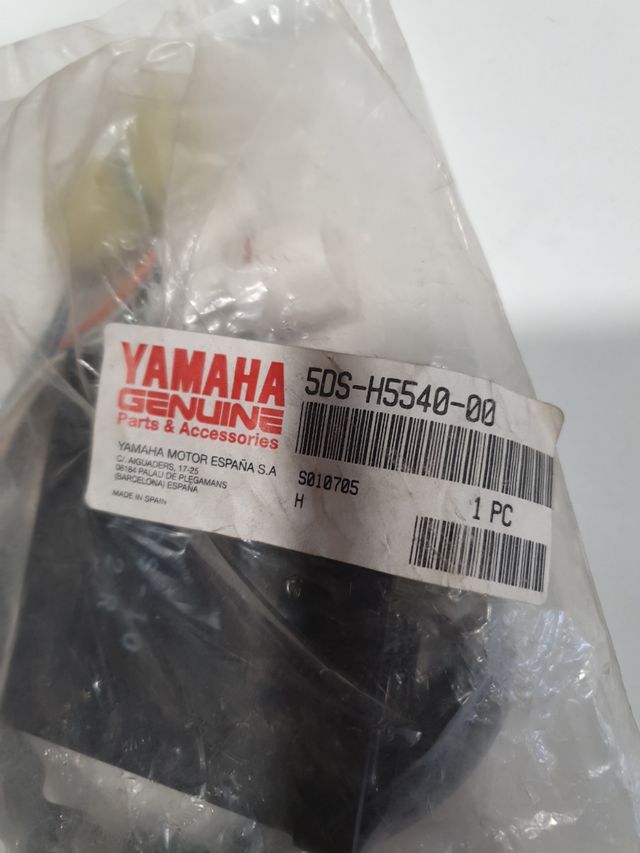 YAMAHA
GENUINE
Parts & Accessories
YAMAHA MOTOR ESPAÑA S.A
C/. AIGUADERS, 17-25
08184 PALAU DE PLEGAMANS
(BARCELONA) ESPAÑA
MADE IN SPAIN
5DS-H5540-00
S010705
H
1 PC